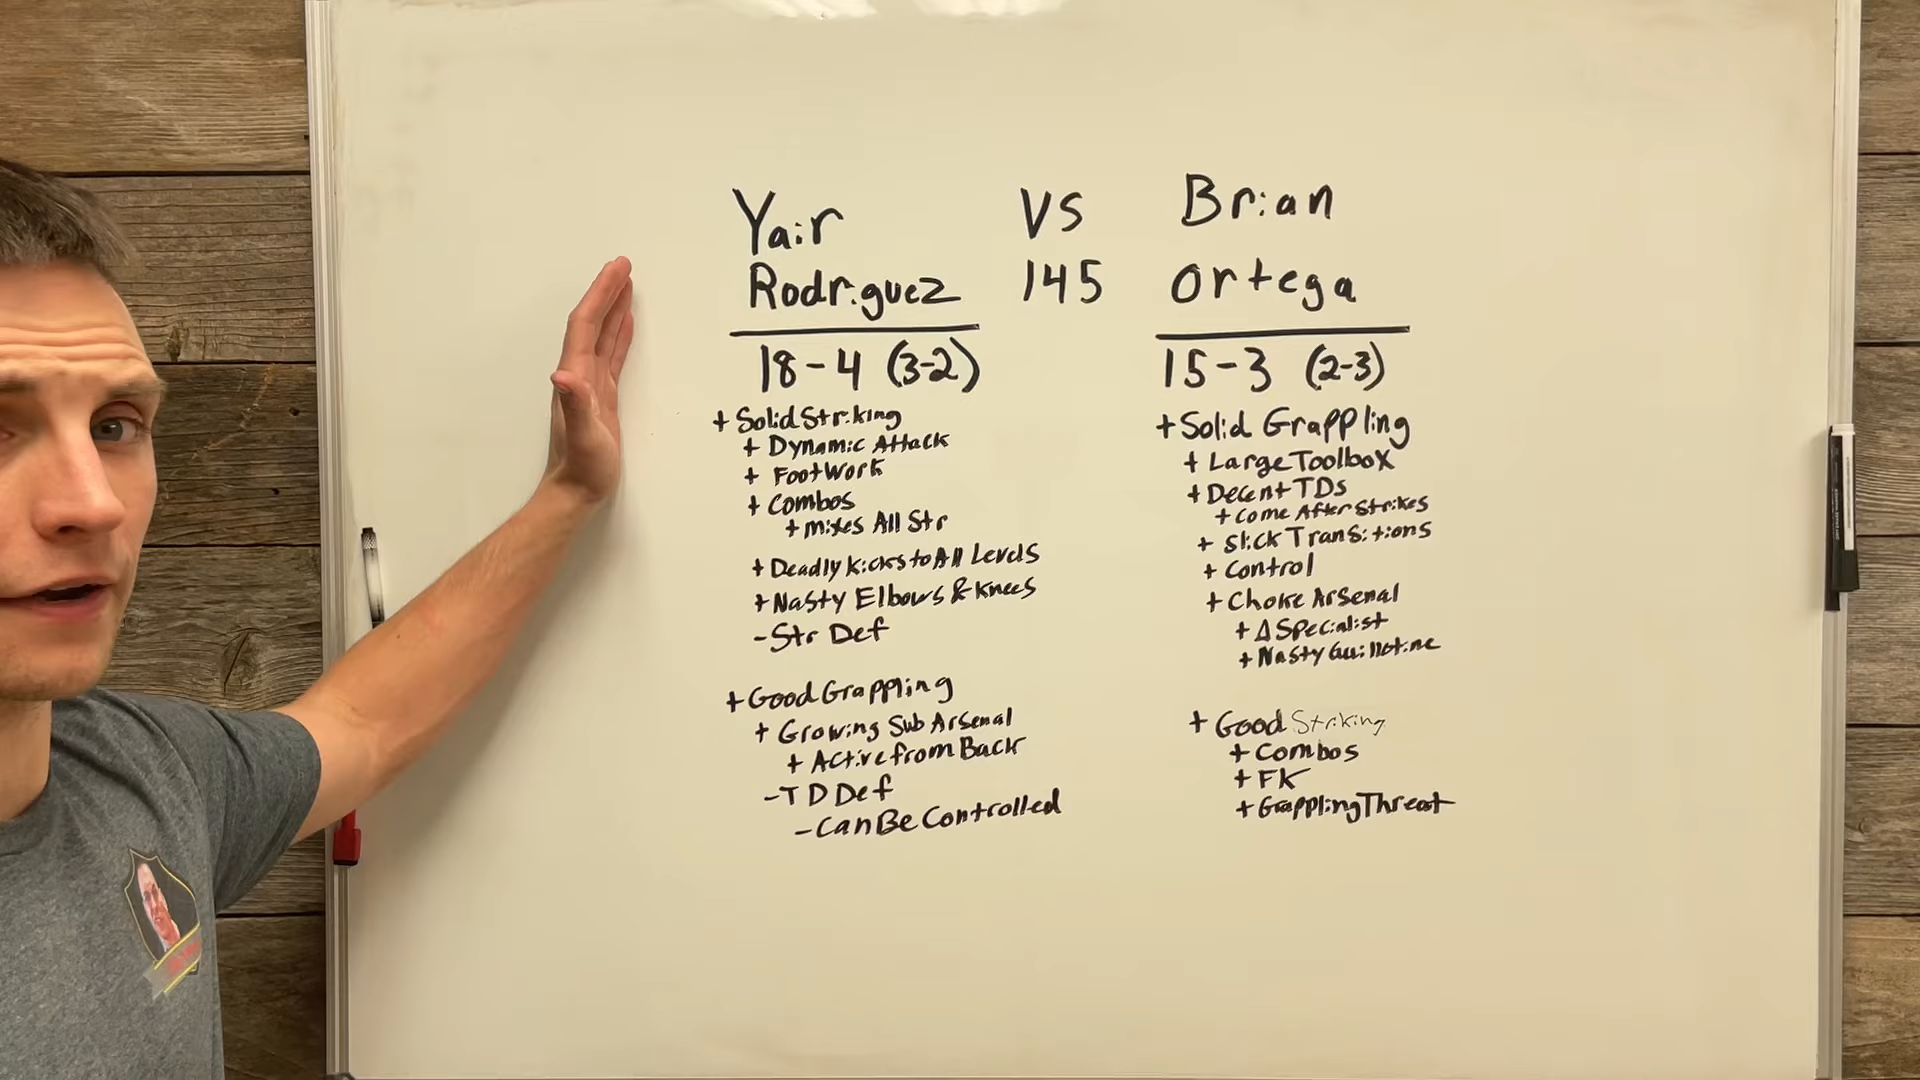 Yair
Rodriguez
18-4 (3-2)
+ Solid Striking
+ Dynamic Attack
+ Footwork
+ Combos
+ mixes All Str
+ Deadly Kicks to All Levels
+ Nasty Elbows & Knees
- Str Def
+ Good Grappling
+ Growing Sub Arsenal
+ Active from Back
- TD Def
- Can Be Controlled
VS
145
Brian
Ortega
15-3 (2-3)
+ Solid Grappling
+ Large Toolbox
+ Decent TDs
+ Come After Strikes
+ Slick Transitions
+ Control
+ Choke Arsenal
+ Δ Specialist
+ Nasty Guillotine
+ Good Striking
+ Combos
+ FK
+ Grappling Threat